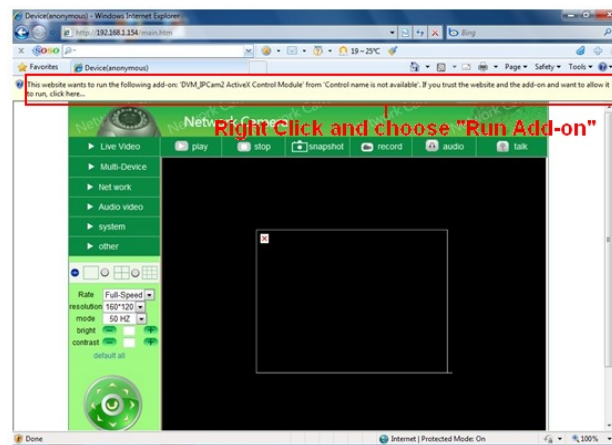 Device(anonymous) - Windows Internet Explorer
http://192.168.1.154/main.htm
Bing
SOSO
19~25℃
Favorites Device(anonymous)
Page Safety Tools
This website wants to run the following add-on: 'DVM_IPCam2 ActiveX Control Module' from 'Control name is not available'. If you trust the website and the add-on and want to allow it
to run, click here...
Network Camera
Right Click and choose "Run Add-on"
Live Video play stop snapshot record audio talk
Multi-Device
Net work
Audio video
system
other
Rate Full-Speed
resolution 160*120
mode 50 HZ
bright
contrast
default all
Done Internet | Protected Mode: On 100%